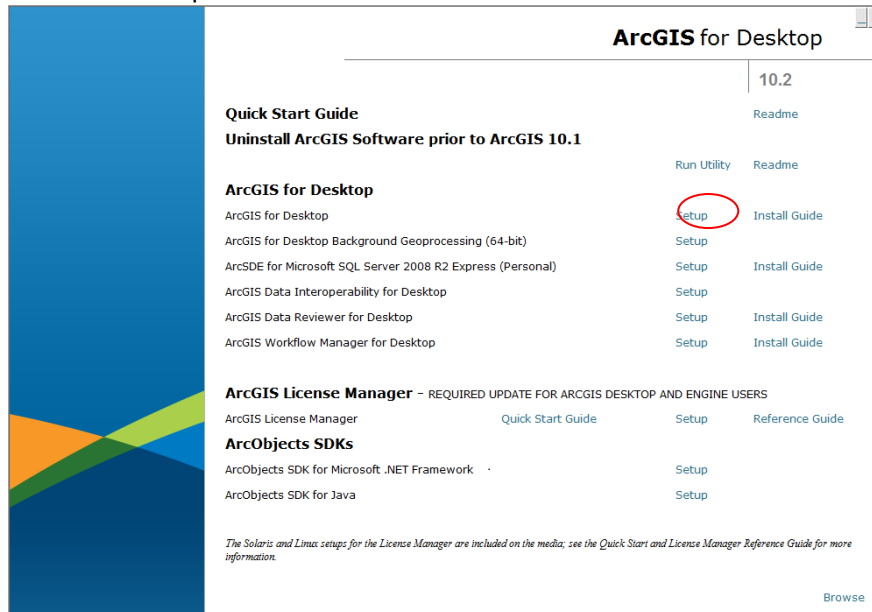 ArcGIS for Desktop
10.2
Quick Start Guide Readme
Uninstall ArcGIS Software prior to ArcGIS 10.1
Run Utility Readme
ArcGIS for Desktop
ArcGIS for Desktop Setup Install Guide
ArcGIS for Desktop Background Geoprocessing (64-bit) Setup
ArcSDE for Microsoft SQL Server 2008 R2 Express (Personal) Setup Install Guide
ArcGIS Data Interoperability for Desktop Setup
ArcGIS Data Reviewer for Desktop Setup Install Guide
ArcGIS Workflow Manager for Desktop Setup Install Guide
ArcGIS License Manager - REQUIRED UPDATE FOR ARCGIS DESKTOP AND ENGINE USERS
ArcGIS License Manager Quick Start Guide Setup Reference Guide
ArcObjects SDKs
ArcObjects SDK for Microsoft .NET Framework · Setup
ArcObjects SDK for Java Setup
The Solaris and Linux setups for the License Manager are included on the media; see the Quick Start and License Manager Reference Guide for more
information.
Browse